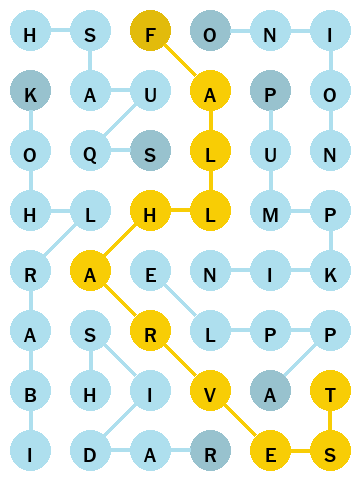 H S F O N I
K A U A P O
O Q S L U N
H L H L M P
R A E N I K
A S R L P P
B H I V A T
I D A R E S